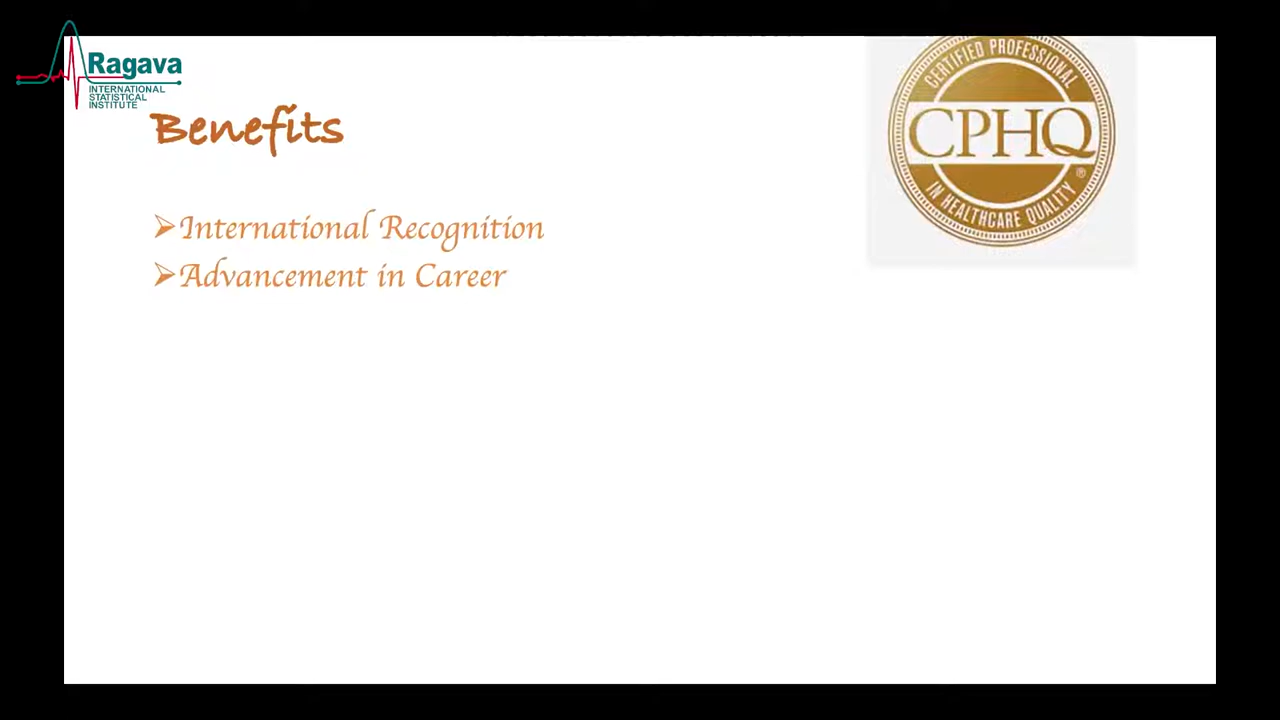 Ragava
INTERNATIONAL
STATISTICAL
INSTITUTE
Benefits
CERTIFIED PROFESSIONAL
CPHQ
®
IN HEALTHCARE QUALITY
➢International Recognition
➢Advancement in Career